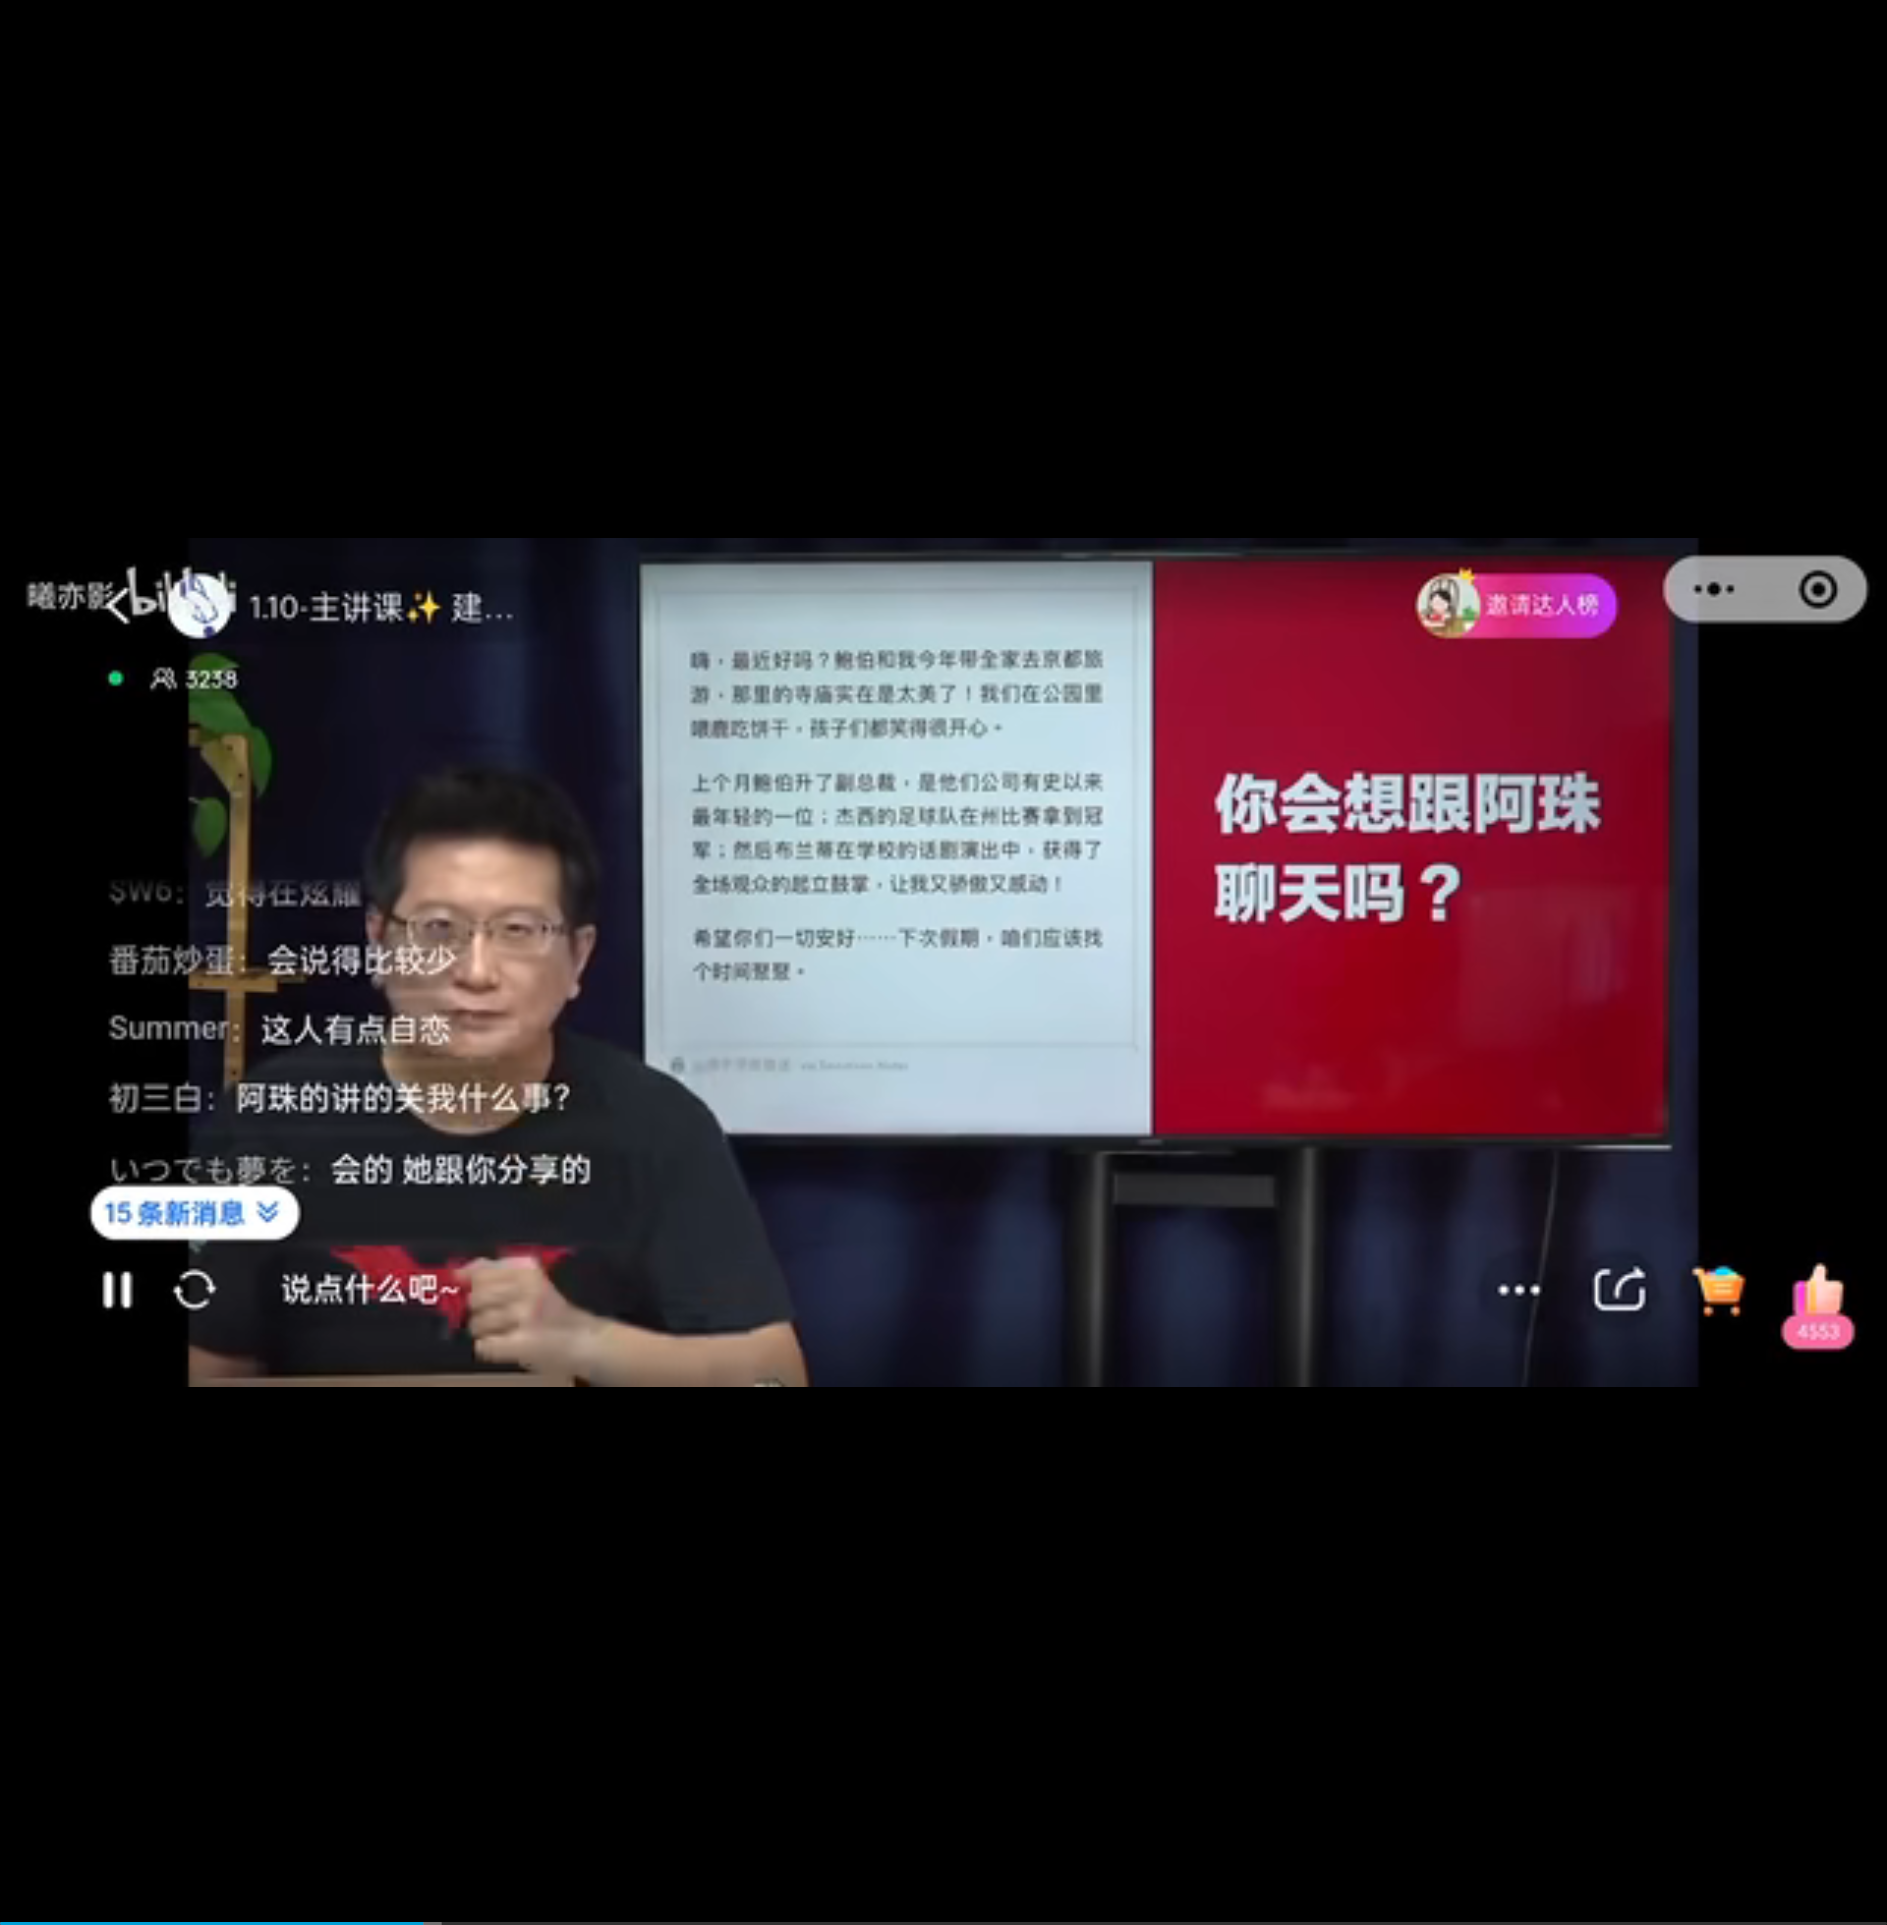 曦亦影
1.10-主讲课✨ 建...
邀请达人榜
3238
嗨，最近好吗？鲍伯和我今年带全家去京都旅
游，那里的寺庙实在是太美了！我们在公园里
喂鹿吃饼干，孩子们都笑得很开心。
上个月鲍伯升了副总裁，是他们公司有史以来
最年轻的一位；杰西的足球队在州比赛拿到冠
军；然后布兰蒂在学校的话剧演出中，获得了
全场观众的起立鼓掌，让我又骄傲又感动！
希望你们一切安好……下次假期，咱们应该找
个时间聚聚。
你会想跟阿珠
聊天吗？
SW6：觉得在炫耀
番茄炒蛋：会说得比较少
Summer：这人有点自恋
初三白：阿珠的讲的关我什么事？
いつでも夢を：会的 她跟你分享的
15 条新消息
说点什么吧~
4553